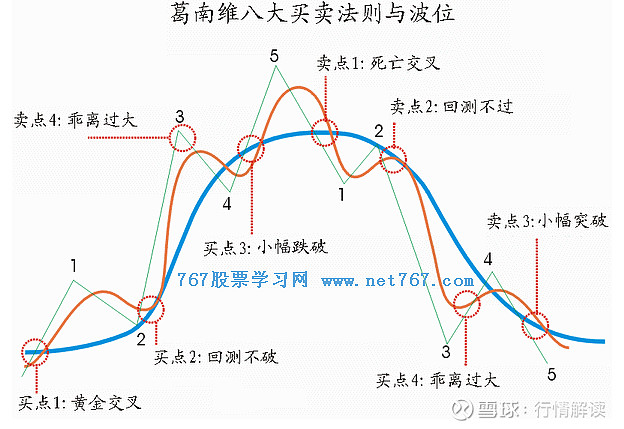 葛南维八大买卖法则与波位
5
卖点1: 死亡交叉
卖点2: 回测不过
3
卖点4: 乖离过大
2
4
1
买点3: 小幅跌破
卖点3: 小幅突破
1
4
767股票学习网 www.net767.com
2
买点2: 回测不破
3
5
买点4: 乖离过大
买点1: 黄金交叉
雪球: 行情解读